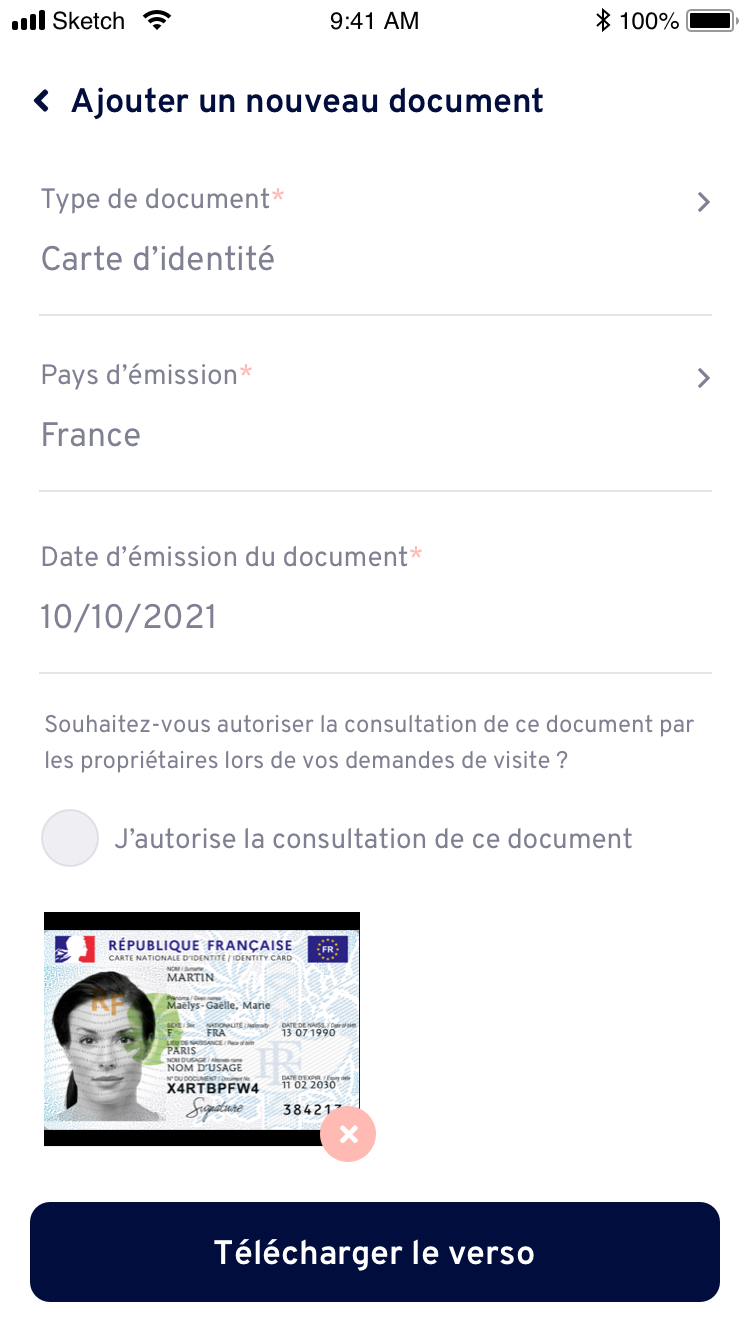 Sketch 9:41 AM 100%
Ajouter un nouveau document
Type de document*
Carte d’identité
Pays d’émission*
France
Date d’émission du document*
10/10/2021
Souhaitez-vous autoriser la consultation de ce document par
les propriétaires lors de vos demandes de visite ?
J’autorise la consultation de ce document
RÉPUBLIQUE FRANÇAISE
FR
CARTE NATIONALE D'IDENTITÉ / IDENTITY CARD
NOM / Surname
MARTIN
RF
Prénoms / Given names
Maëlys-Gaëlle, Marie
SEXE / Sex NATIONALITÉ / Nationality DATE DE NAISS. / Date of birth
F FRA 13 07 1990
LIEU DE NAISSANCE / Place of birth
PARIS
NOM D'USAGE / Alternate name
NOM D'USAGE
N° DU DOCUMENT / Document No DATE D'EXPIR. / Expiry date
X4RTBPFW4 11 02 2030
Signature
Télécharger le verso